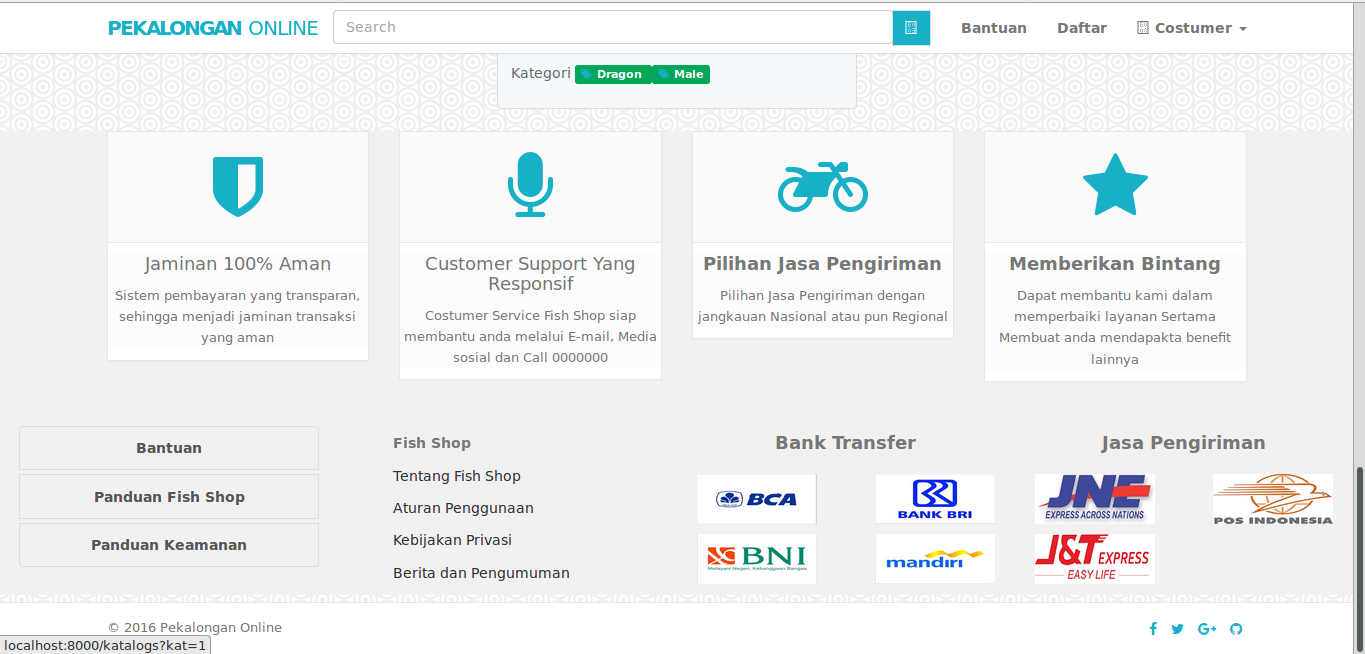 PEKALONGAN ONLINE Search Bantuan Daftar Costumer
Kategori Dragon Male
Jaminan 100% Aman
Sistem pembayaran yang transparan,
sehingga menjadi jaminan transaksi
yang aman
Customer Support Yang
Responsif
Costumer Service Fish Shop siap
membantu anda melalui E-mail, Media
sosial dan Call 0000000
Pilihan Jasa Pengiriman
Pilihan Jasa Pengiriman dengan
jangkauan Nasional atau pun Regional
Memberikan Bintang
Dapat membantu kami dalam
memperbaiki layanan Sertama
Membuat anda mendapakta benefit
lainnya
Bantuan
Panduan Fish Shop
Panduan Keamanan
Fish Shop
Tentang Fish Shop
Aturan Penggunaan
Kebijakan Privasi
Berita dan Pengumuman
Bank Transfer
BCA
BANK BRI
BNI
Melayani Negeri, Kebanggaan Bangsa
mandiri
Jasa Pengiriman
JNE
EXPRESS ACROSS NATIONS
POS INDONESIA
J&T EXPRESS
EASY LIFE
© 2016 Pekalongan Online
localhost:8000/katalogs?kat=1